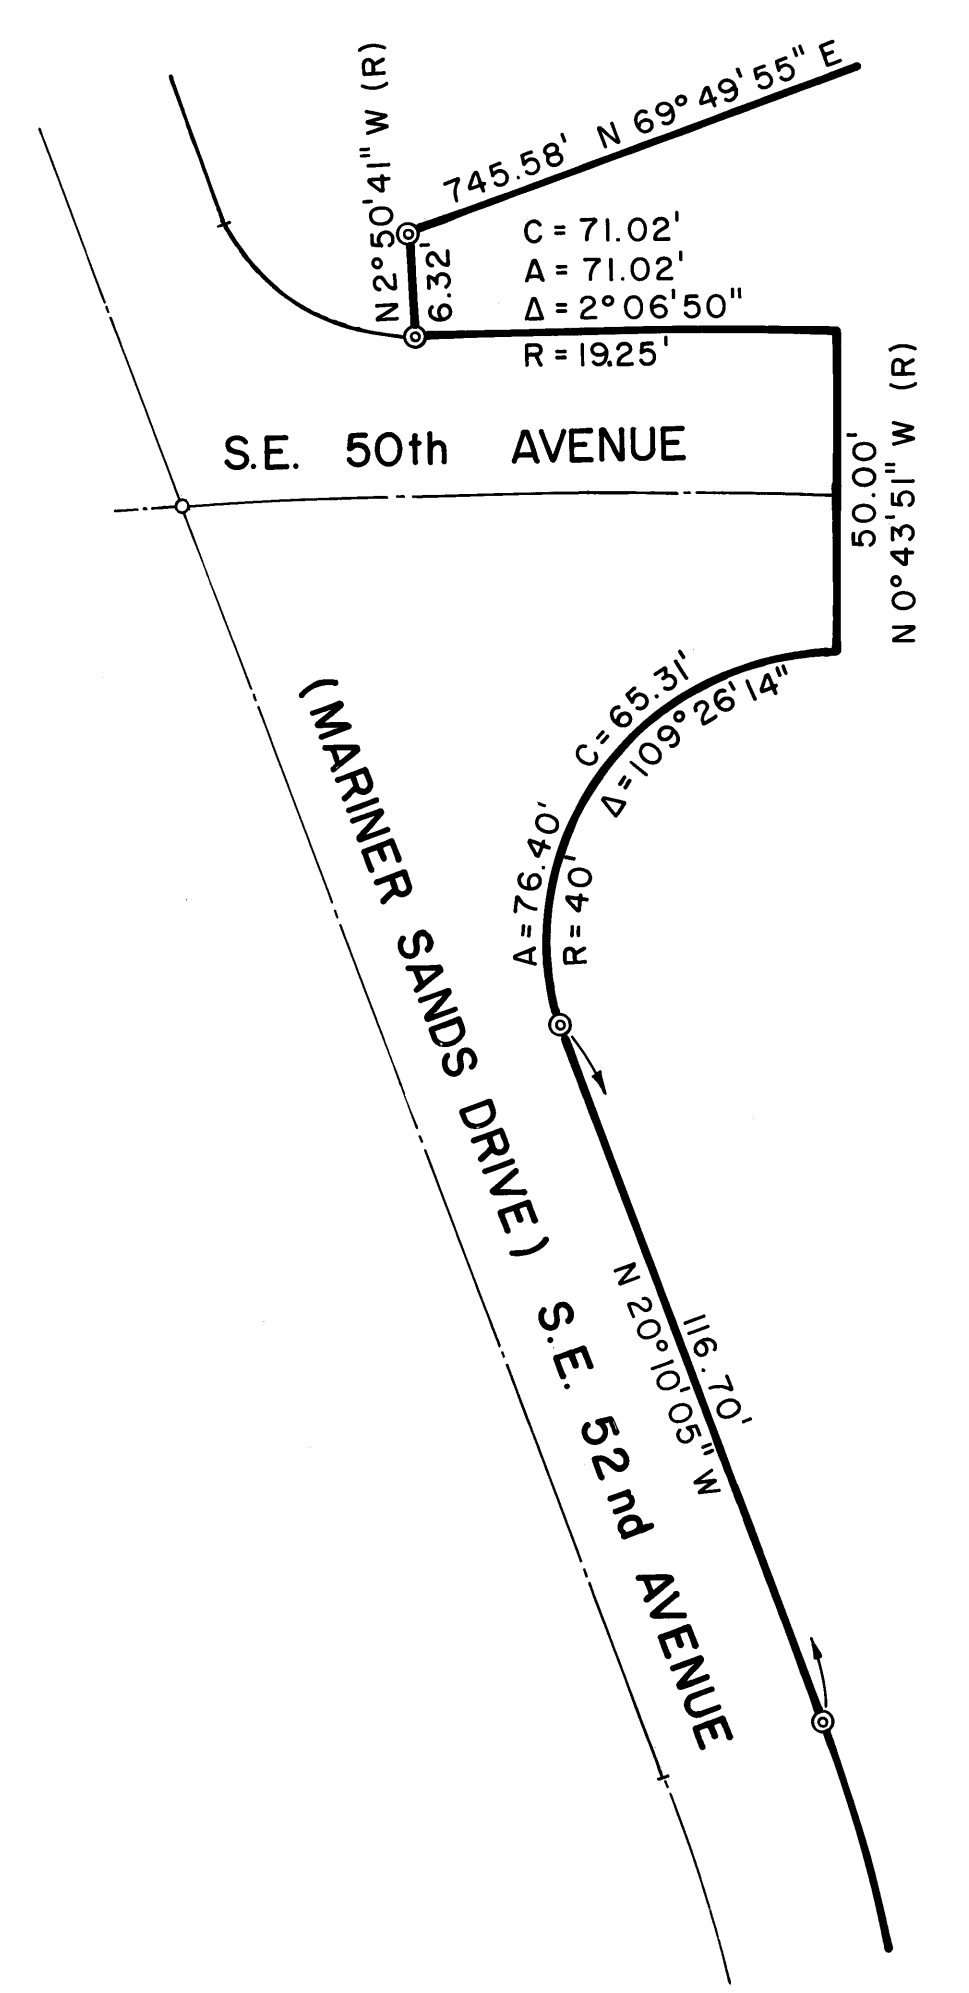 N 2° 50' 41" W (R)
6.32'
745.58' N 69° 49' 55" E
C = 71.02'
A = 71.02'
Δ = 2° 06' 50"
R = 19.25'
S.E. 50th AVENUE
50.00'
N 0° 43' 51" W (R)
C = 65.31'
Δ = 109° 26' 14"
A = 76.40'
R = 40'
(MARINER SANDS DRIVE) S.E. 52nd AVENUE
116.70'
N 20° 10' 05" W